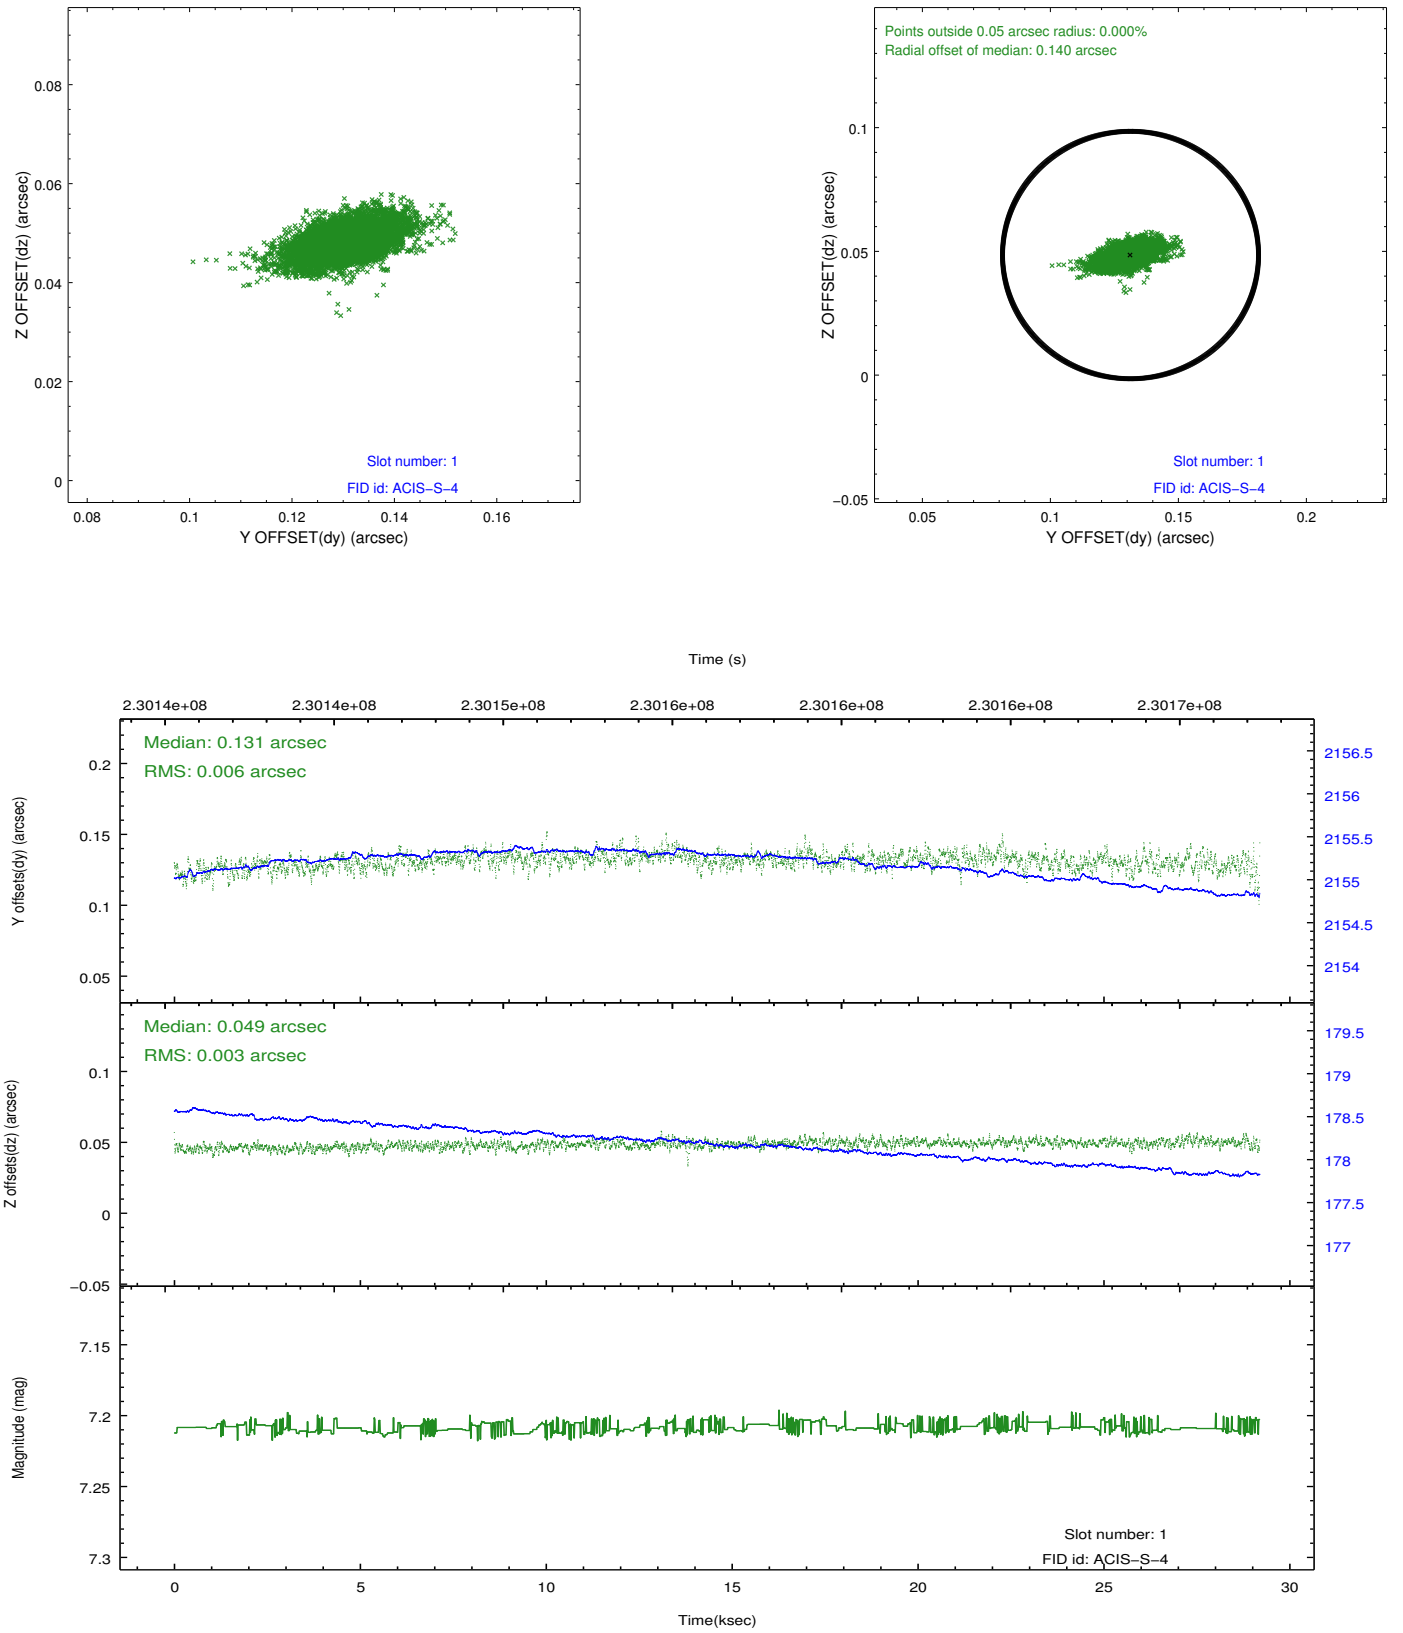 0.08
0.06
0.04
0.02
0
Z OFFSET(dz) (arcsec)
Slot number: 1
FID id: ACIS−S−4
0.08 0.1 0.12 0.14 0.16
Y OFFSET(dy) (arcsec)
Points outside 0.05 arcsec radius: 0.000%
Radial offset of median: 0.140 arcsec
0.1
0.05
0
−0.05
Z OFFSET(dz) (arcsec)
Slot number: 1
FID id: ACIS−S−4
0.05 0.1 0.15 0.2
Y OFFSET(dy) (arcsec)
Time (s)
2.3014e+08 2.3014e+08 2.3015e+08 2.3016e+08 2.3016e+08 2.3016e+08 2.3017e+08
Median: 0.131 arcsec
RMS: 0.006 arcsec
0.2
0.15
0.1
0.05
Y offsets(dy) (arcsec)
2156.5
2156
2155.5
2155
2154.5
2154
Median: 0.049 arcsec
RMS: 0.003 arcsec
0.1
0.05
0
−0.05
Z offsets(dz) (arcsec)
179.5
179
178.5
178
177.5
177
7.15
7.2
7.25
7.3
Magnitude (mag)
Slot number: 1
FID id: ACIS−S−4
0 5 10 15 20 25 30
Time(ksec)